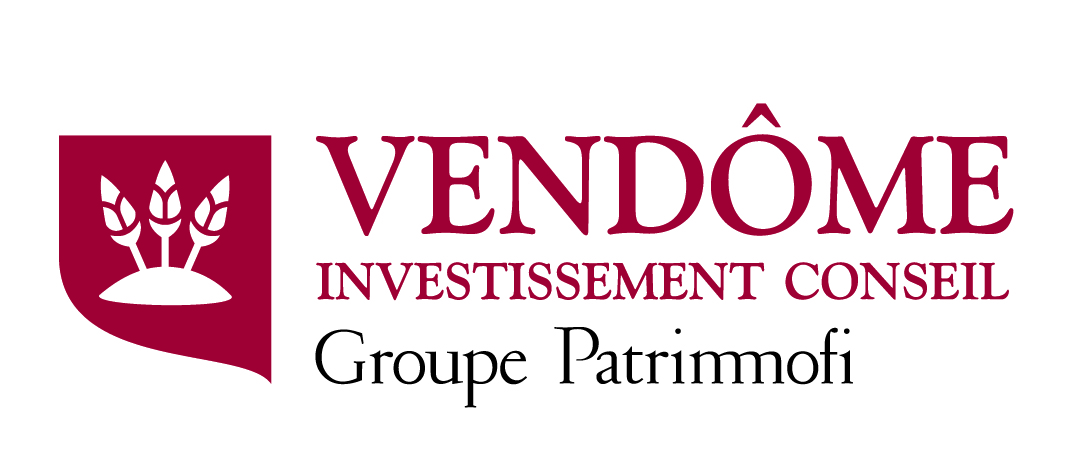 VENDÔME
INVESTISSEMENT CONSEIL
Groupe Patrimmofi